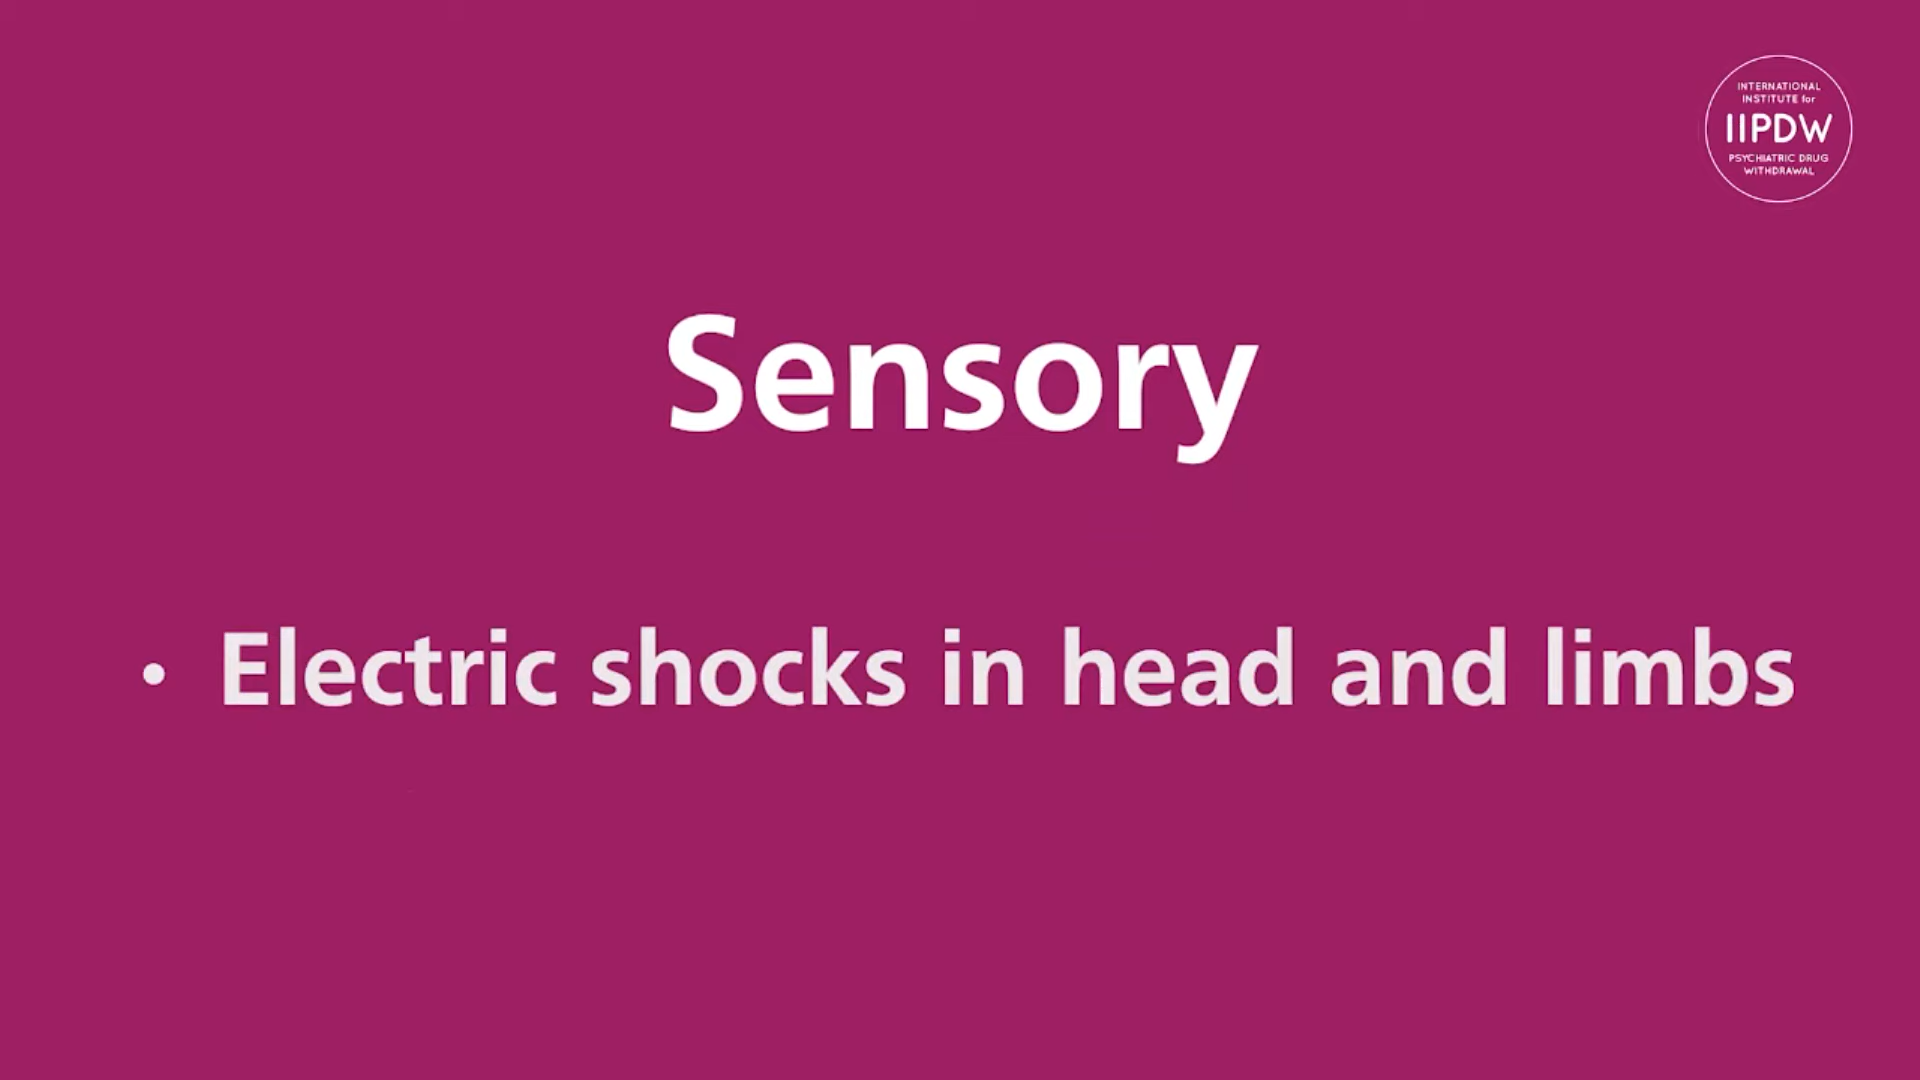 INTERNATIONAL
INSTITUTE for
IIPDW
PSYCHIATRIC DRUG
WITHDRAWAL
Sensory
• Electric shocks in head and limbs